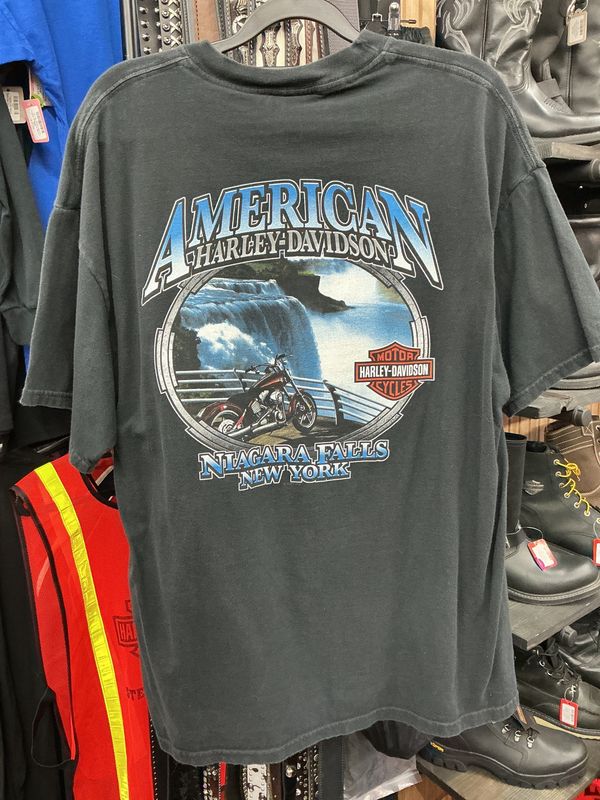 AMERICAN
HARLEY-DAVIDSON
MOTOR
HARLEY-DAVIDSON
CYCLES
NIAGARA FALLS
NEW YORK